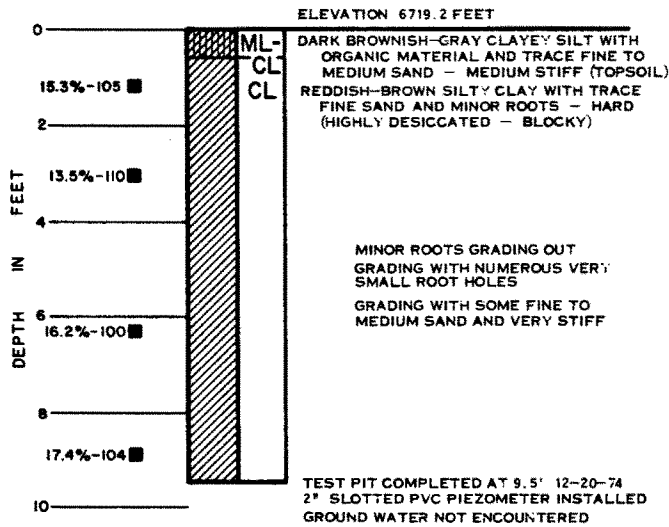 ELEVATION 6719.2 FEET
0
ML-
CL
DARK BROWNISH-GRAY CLAYEY SILT WITH
ORGANIC MATERIAL AND TRACE FINE TO
MEDIUM SAND - MEDIUM STIFF (TOPSOIL)
15.3%-105
CL
REDDISH-BROWN SILTY CLAY WITH TRACE
FINE SAND AND MINOR ROOTS - HARD
(HIGHLY DESICCATED - BLOCKY)
2
13.5%-110
4
DEPTH IN FEET
MINOR ROOTS GRADING OUT
GRADING WITH NUMEROUS VERY
SMALL ROOT HOLES
GRADING WITH SOME FINE TO
MEDIUM SAND AND VERY STIFF
6
16.2%-100
8
17.4%-104
TEST PIT COMPLETED AT 9.5' 12-20-74
2" SLOTTED PVC PIEZOMETER INSTALLED
GROUND WATER NOT ENCOUNTERED
10